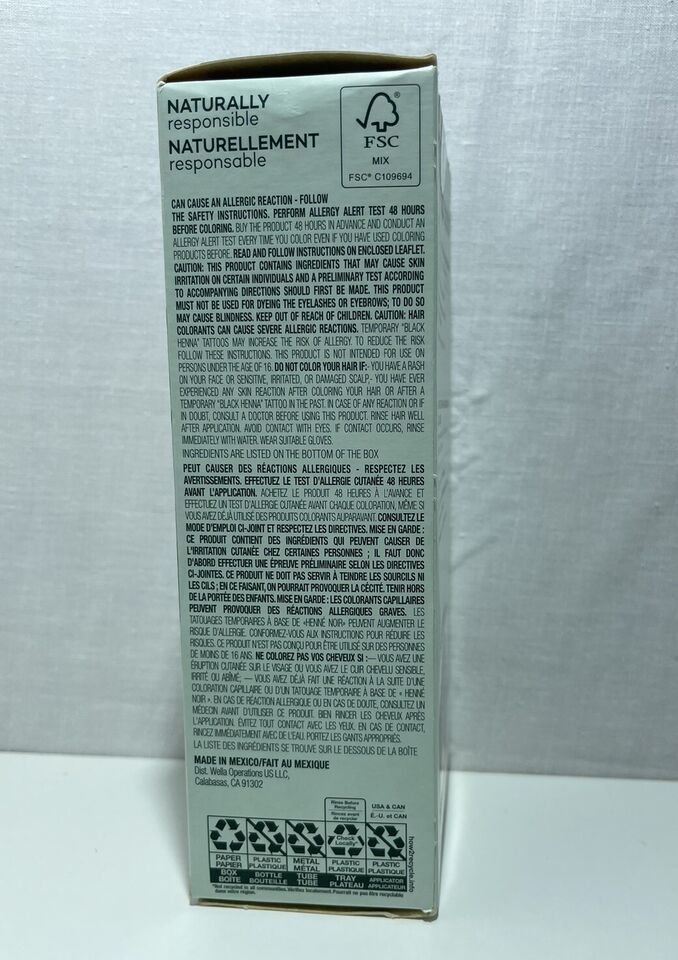 NATURALLY
responsible
NATURELLEMENT
responsable
®
FSC
MIX
FSC® C109694
CAN CAUSE AN ALLERGIC REACTION - FOLLOW
THE SAFETY INSTRUCTIONS. PERFORM ALLERGY ALERT TEST 48 HOURS
BEFORE COLORING. BUY THE PRODUCT 48 HOURS IN ADVANCE AND CONDUCT AN
ALLERGY ALERT TEST EVERY TIME YOU COLOR EVEN IF YOU HAVE USED COLORING
PRODUCTS BEFORE. READ AND FOLLOW INSTRUCTIONS ON ENCLOSED LEAFLET.
CAUTION: THIS PRODUCT CONTAINS INGREDIENTS THAT MAY CAUSE SKIN
IRRITATION ON CERTAIN INDIVIDUALS AND A PRELIMINARY TEST ACCORDING
TO ACCOMPANYING DIRECTIONS SHOULD FIRST BE MADE. THIS PRODUCT
MUST NOT BE USED FOR DYEING THE EYELASHES OR EYEBROWS; TO DO SO
MAY CAUSE BLINDNESS. KEEP OUT OF REACH OF CHILDREN. CAUTION: HAIR
COLORANTS CAN CAUSE SEVERE ALLERGIC REACTIONS. TEMPORARY "BLACK
HENNA" TATTOOS MAY INCREASE THE RISK OF ALLERGY. TO REDUCE THE RISK
FOLLOW THESE INSTRUCTIONS. THIS PRODUCT IS NOT INTENDED FOR USE ON
PERSONS UNDER THE AGE OF 16. DO NOT COLOR YOUR HAIR IF:- YOU HAVE A RASH
ON YOUR FACE OR SENSITIVE, IRRITATED, OR DAMAGED SCALP,- YOU HAVE EVER
EXPERIENCED ANY SKIN REACTION AFTER COLORING YOUR HAIR OR AFTER A
TEMPORARY "BLACK HENNA" TATTOO IN THE PAST. IN CASE OF ANY REACTION OR IF
IN DOUBT, CONSULT A DOCTOR BEFORE USING THIS PRODUCT. RINSE HAIR WELL
AFTER APPLICATION. AVOID CONTACT WITH EYES. IF CONTACT OCCURS, RINSE
IMMEDIATELY WITH WATER. WEAR SUITABLE GLOVES.
INGREDIENTS ARE LISTED ON THE BOTTOM OF THE BOX
PEUT CAUSER DES RÉACTIONS ALLERGIQUES - RESPECTEZ LES
AVERTISSEMENTS. EFFECTUEZ LE TEST D'ALLERGIE CUTANÉE 48 HEURES
AVANT L'APPLICATION. ACHETEZ LE PRODUIT 48 HEURES À L'AVANCE ET
EFFECTUEZ UN TEST D'ALLERGIE CUTANÉE AVANT CHAQUE COLORATION, MÊME SI
VOUS AVEZ DÉJÀ UTILISÉ DES PRODUITS COLORANTS AUPARAVANT. CONSULTEZ LE
MODE D'EMPLOI CI-JOINT ET RESPECTEZ LES DIRECTIVES. MISE EN GARDE :
CE PRODUIT CONTIENT DES INGRÉDIENTS QUI PEUVENT CAUSER DE
L'IRRITATION CUTANÉE CHEZ CERTAINES PERSONNES ; IL FAUT DONC
D'ABORD EFFECTUER UNE ÉPREUVE PRÉLIMINAIRE SELON LES DIRECTIVES
CI-JOINTES. CE PRODUIT NE DOIT PAS SERVIR À TEINDRE LES SOURCILS NI
LES CILS ; EN CE FAISANT, ON POURRAIT PROVOQUER LA CÉCITÉ. TENIR HORS
DE LA PORTÉE DES ENFANTS. MISE EN GARDE : LES COLORANTS CAPILLAIRES
PEUVENT PROVOQUER DES RÉACTIONS ALLERGIQUES GRAVES. LES
TATOUAGES TEMPORAIRES À BASE DE «HENNÉ NOIR» PEUVENT AUGMENTER LE
RISQUE D'ALLERGIE. CONFORMEZ-VOUS AUX INSTRUCTIONS POUR RÉDUIRE LES
RISQUES. CE PRODUIT N'EST PAS CONÇU POUR ÊTRE UTILISÉ SUR DES PERSONNES
DE MOINS DE 16 ANS. NE COLOREZ PAS VOS CHEVEUX SI :— VOUS AVEZ UNE
ÉRUPTION CUTANÉE SUR LE VISAGE OU VOUS AVEZ LE CUIR CHEVELU SENSIBLE,
IRRITÉ OU ABÎMÉ, — VOUS AVEZ DÉJÀ FAIT UNE RÉACTION À LA SUITE D'UNE
COLORATION CAPILLAIRE OU D'UN TATOUAGE TEMPORAIRE À BASE DE « HENNÉ
NOIR ». EN CAS DE RÉACTION ALLERGIQUE OU EN CAS DE DOUTE, CONSULTEZ UN
MÉDECIN AVANT D'UTILISER CE PRODUIT. BIEN RINCER LES CHEVEUX APRÈS
L'APPLICATION. ÉVITEZ TOUT CONTACT AVEC LES YEUX. EN CAS DE CONTACT,
RINCEZ IMMÉDIATEMENT AVEC DE L'EAU. PORTEZ LES GANTS APPROPRIÉS.
LA LISTE DES INGRÉDIENTS SE TROUVE SUR LE DESSOUS DE LA BOÎTE
MADE IN MEXICO/FAIT AU MEXIQUE
Dist. Wella Operations US LLC,
Calabasas, CA 91302
Rinse Before
Recycling
Rincez avant
de recycler
USA & CAN
É.-U. et CAN
Check
Locally*
how2recycle.info
PAPER
PAPIER
PLASTIC
PLASTIQUE
METAL
MÉTAL
PLASTIC
PLASTIQUE
PLASTIC
PLASTIQUE
BOX
BOÎTE
BOTTLE
BOUTEILLE
TUBE
TUBE
TRAY
PLATEAU
APPLICATOR
APPLICATEUR
*Not recycled in all communities. Vérifiez localement. Pourrait ne pas être recyclable
dans votre région.